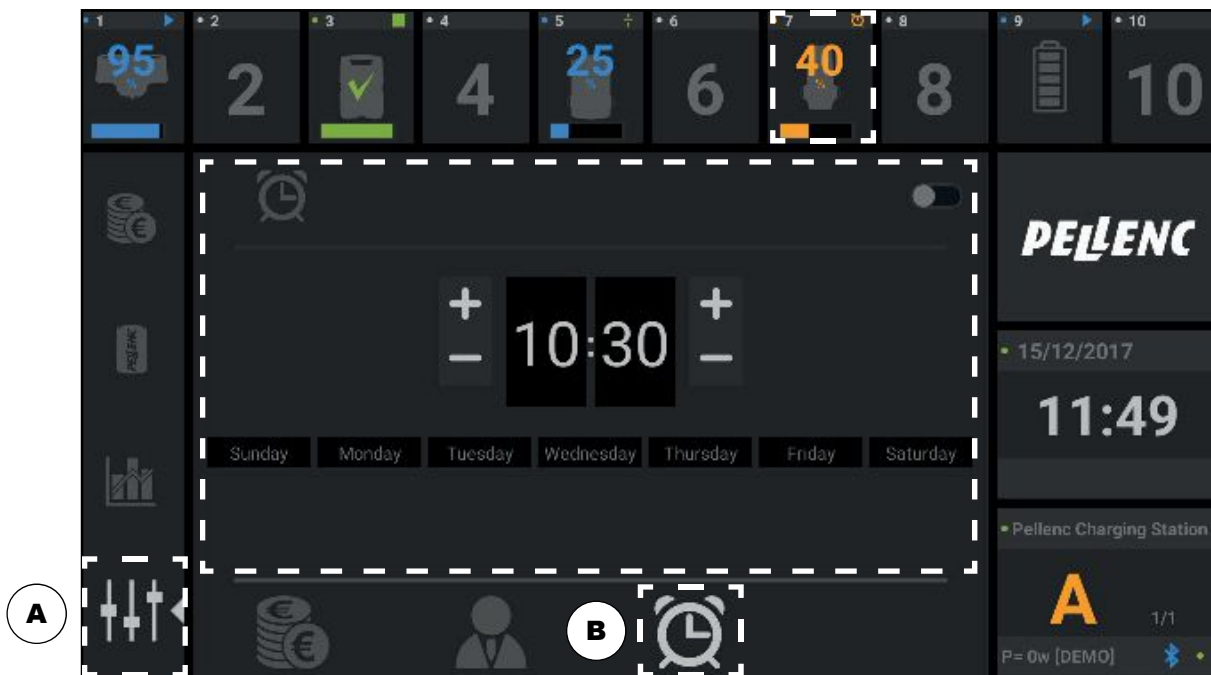 1 2 3 4 5 6 7 8 9 10
95 % 2 4 25 % 6 40 % 8 10
PELLENC
10:30
PELLENC
15/12/2017
11:49
Sunday Monday Tuesday Wednesday Thursday Friday Saturday
Pellenc Charging Station
A
1/1
P= 0w [DEMO]
A
B